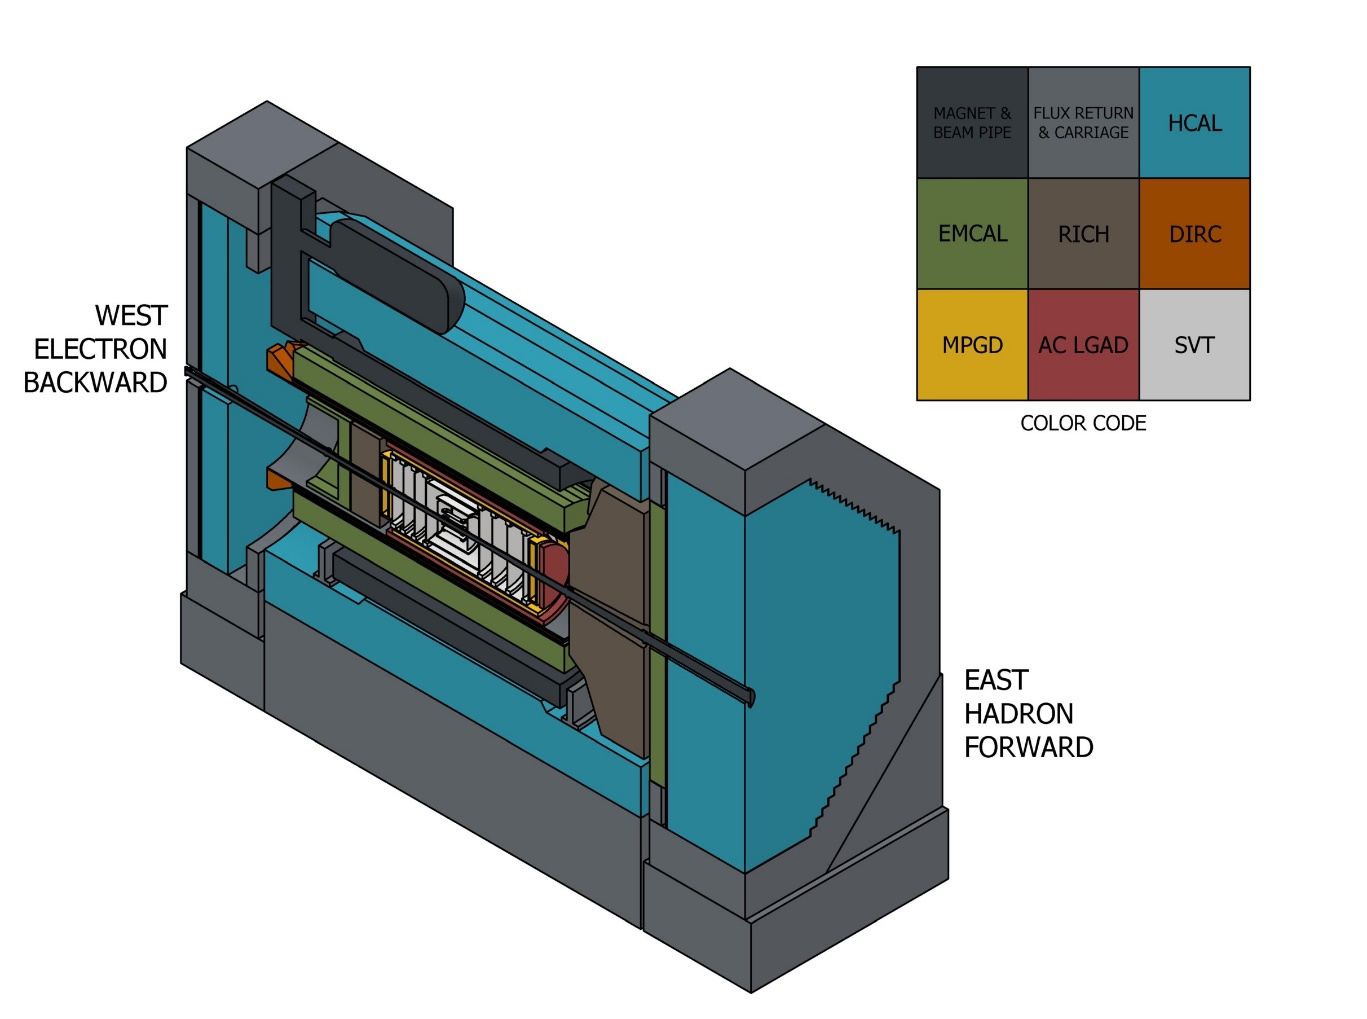 MAGNET &
BEAM PIPE
FLUX RETURN
& CARRIAGE
HCAL
EMCAL
RICH
DIRC
MPGD
AC LGAD
SVT
COLOR CODE
WEST
ELECTRON
BACKWARD
EAST
HADRON
FORWARD